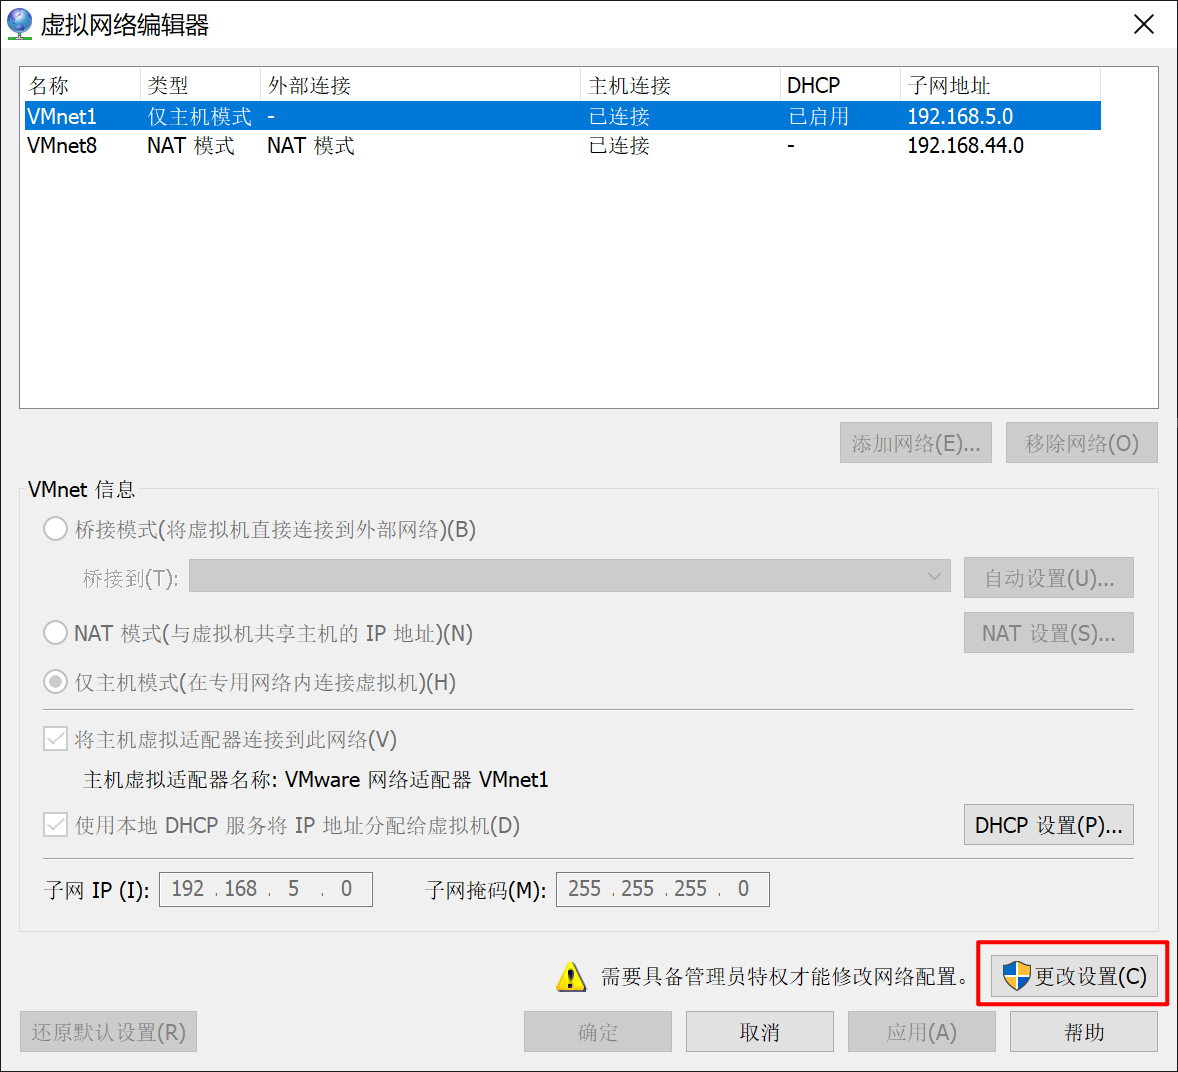 虚拟网络编辑器
名称 类型 外部连接 主机连接 DHCP 子网地址
VMnet1 仅主机模式 - 已连接 已启用 192.168.5.0
VMnet8 NAT 模式 NAT 模式 已连接 - 192.168.44.0
添加网络(E)... 移除网络(O)
VMnet 信息
桥接模式(将虚拟机直接连接到外部网络)(B)
桥接到(T): 自动设置(U)...
NAT 模式(与虚拟机共享主机的 IP 地址)(N) NAT 设置(S)...
仅主机模式(在专用网络内连接虚拟机)(H)
将主机虚拟适配器连接到此网络(V)
主机虚拟适配器名称: VMware 网络适配器 VMnet1
使用本地 DHCP 服务将 IP 地址分配给虚拟机(D) DHCP 设置(P)...
子网 IP (I): 192 . 168 . 5 . 0 子网掩码(M): 255 . 255 . 255 . 0
需要具备管理员特权才能修改网络配置。 更改设置(C)
还原默认设置(R) 确定 取消 应用(A) 帮助